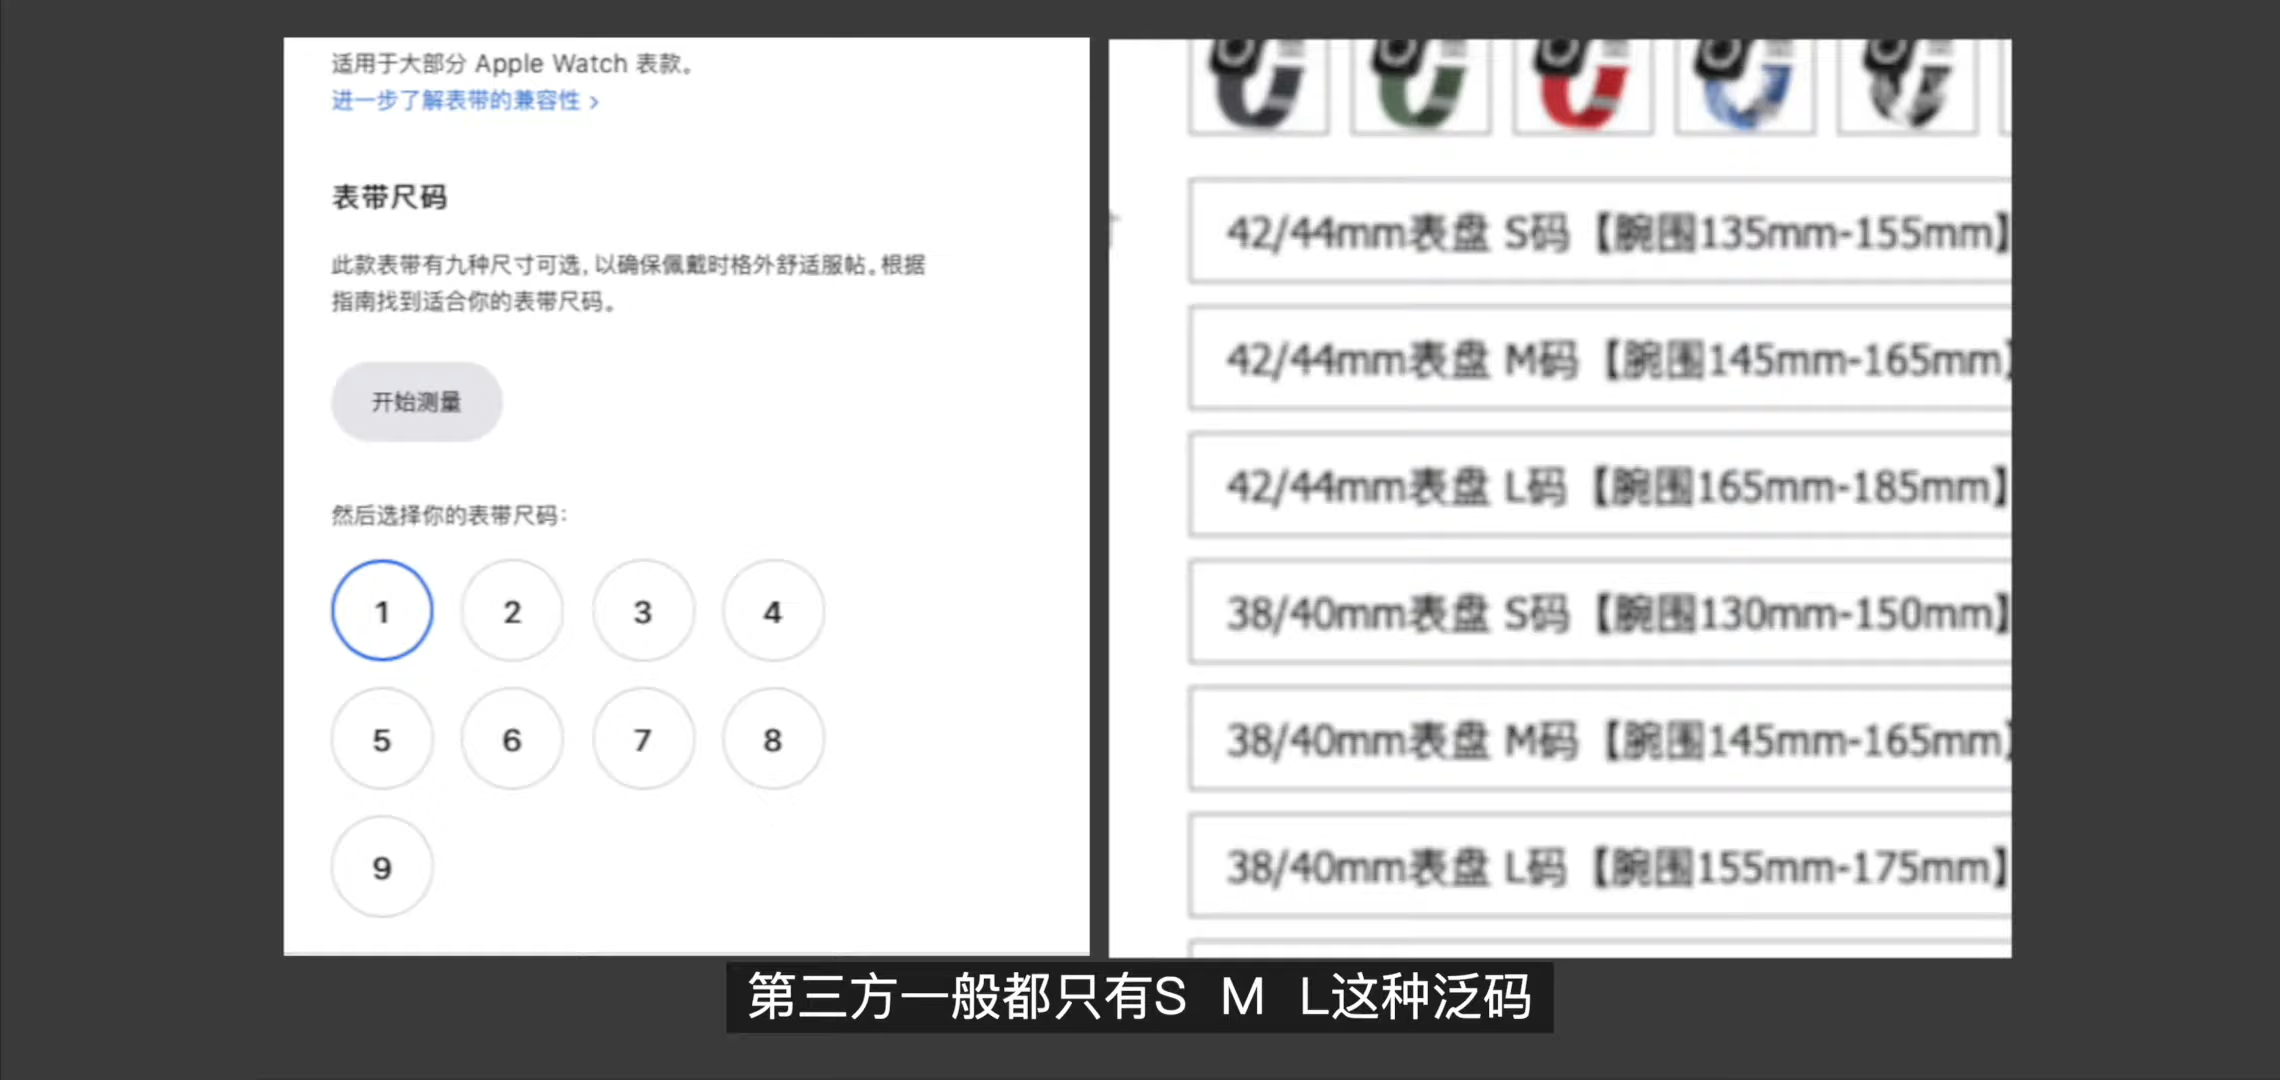 适用于大部分 Apple Watch 表款。
进一步了解表带的兼容性 >
表带尺码
此款表带有九种尺寸可选，以确保佩戴时格外舒适服帖。根据
指南找到适合你的表带尺码。
开始测量
然后选择你的表带尺码：
1
2
3
4
5
6
7
8
9
42/44mm表盘 S码【腕围135mm-155mm】
42/44mm表盘 M码【腕围145mm-165mm】
42/44mm表盘 L码【腕围165mm-185mm】
38/40mm表盘 S码【腕围130mm-150mm】
38/40mm表盘 M码【腕围145mm-165mm】
38/40mm表盘 L码【腕围155mm-175mm】
第三方一般都只有S M L这种泛码